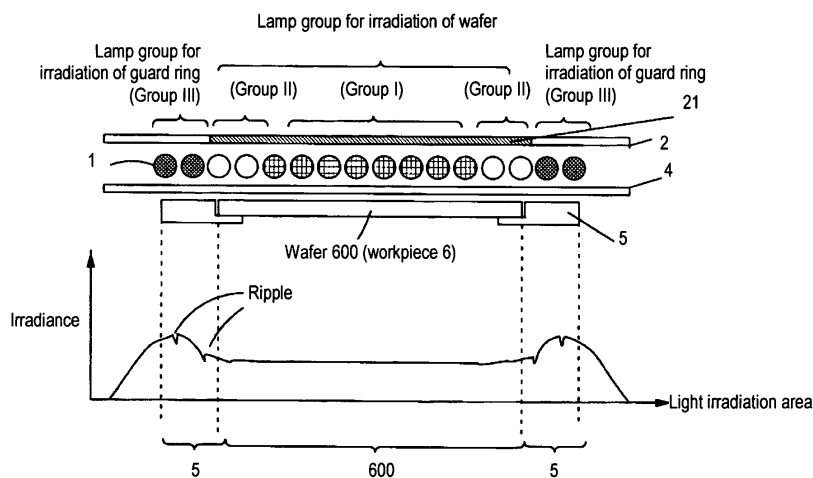 Lamp group for irradiation of wafer
Lamp group for
irradiation of guard ring
(Group III)
(Group II)
(Group I)
(Group II)
Lamp group for
irradiation of guard ring
(Group III)
21
2
1
4
5
Wafer 600 (workpiece 6)
Ripple
Irradiance
Light irradiation area
5
600
5